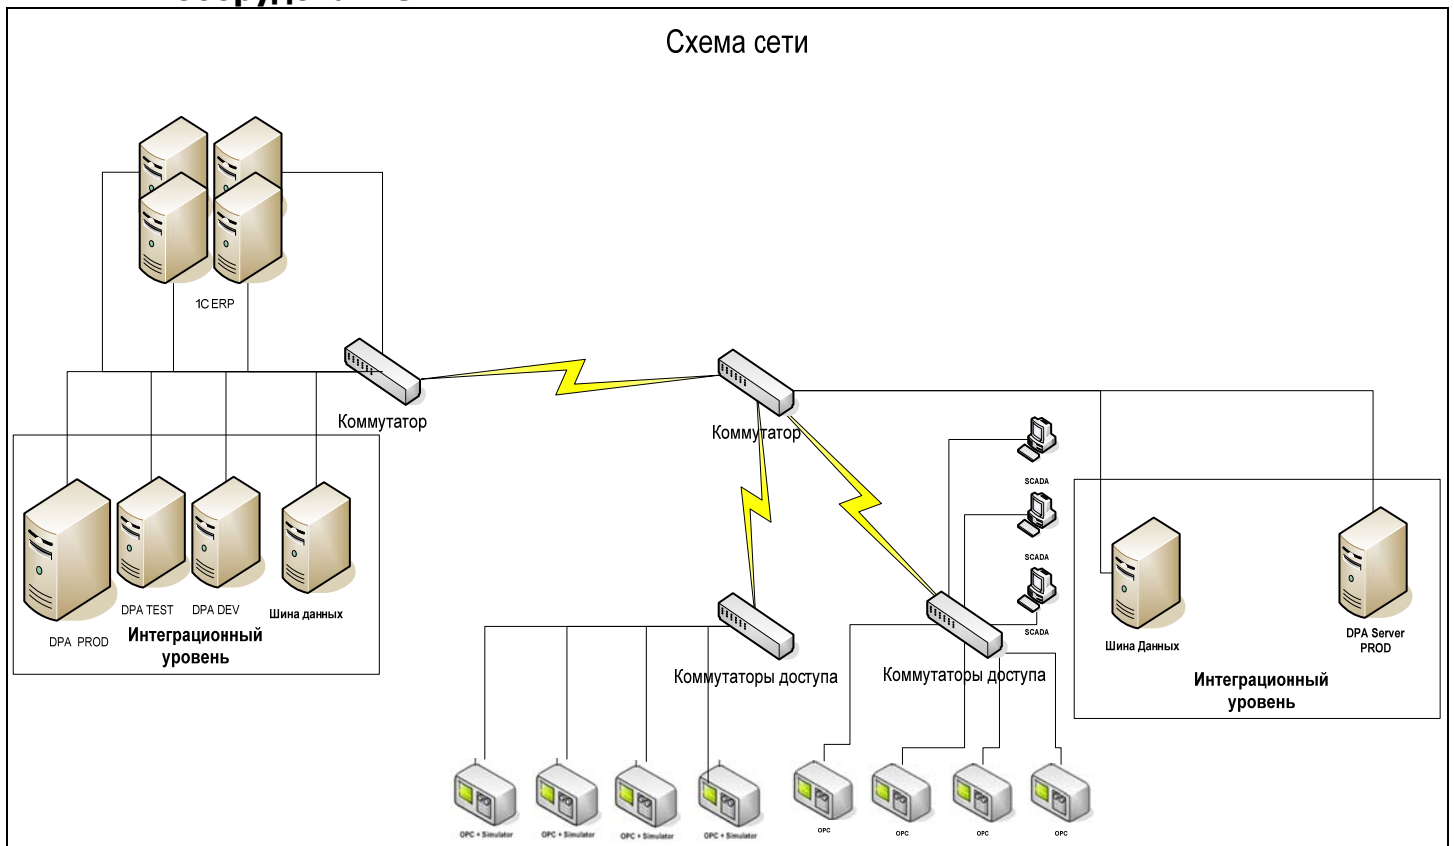 Схема сети
1C ERP
Коммутатор
Коммутатор
SCADA
SCADA
SCADA
DPA PROD
DPA TEST
DPA DEV
Шина данных
Интеграционный
уровень
Шина Данных
DPA Server
PROD
Интеграционный
уровень
Коммутаторы доступа
Коммутаторы доступа
OPC + Simulator
OPC + Simulator
OPC + Simulator
OPC + Simulator
OPC
OPC
OPC
OPC